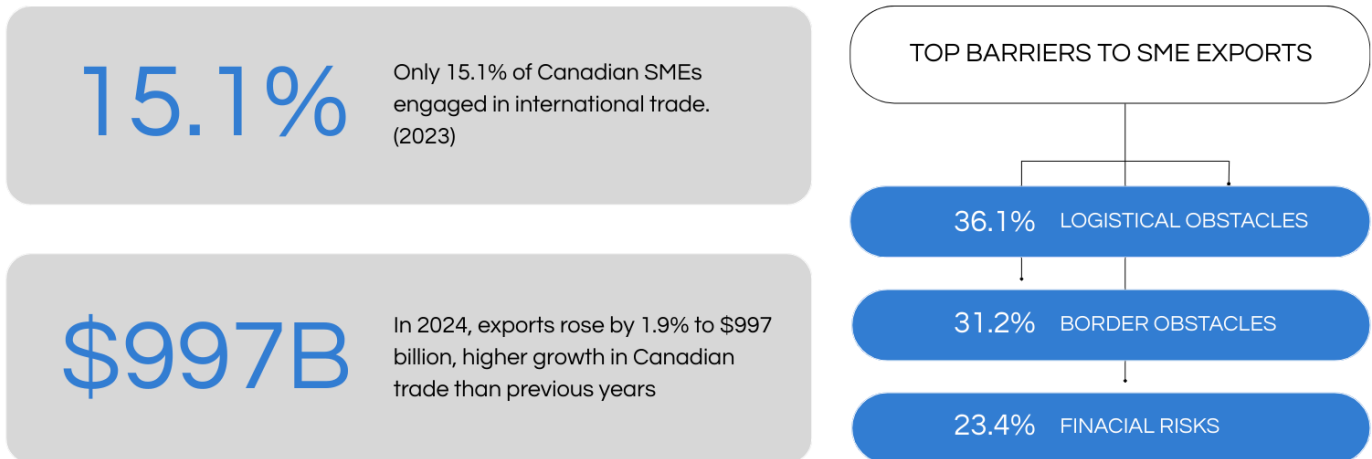 15.1%
Only 15.1% of Canadian SMEs
engaged in international trade.
(2023)
$997B
In 2024, exports rose by 1.9% to $997
billion, higher growth in Canadian
trade than previous years
TOP BARRIERS TO SME EXPORTS
36.1% LOGISTICAL OBSTACLES
31.2% BORDER OBSTACLES
23.4% FINACIAL RISKS